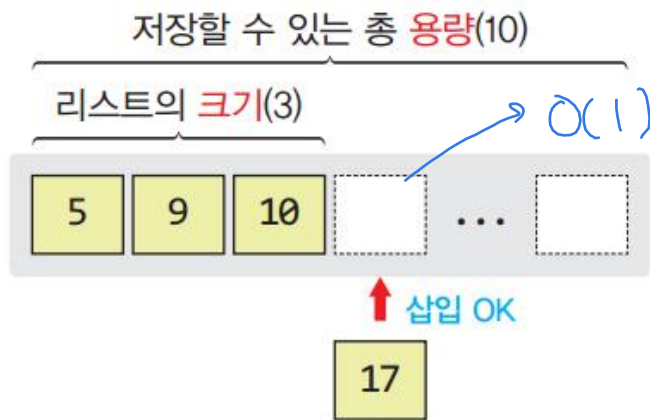 저장할 수 있는 총 용량(10)
리스트의 크기(3)
O(1)
5 9 10 ...
삽입 OK
17